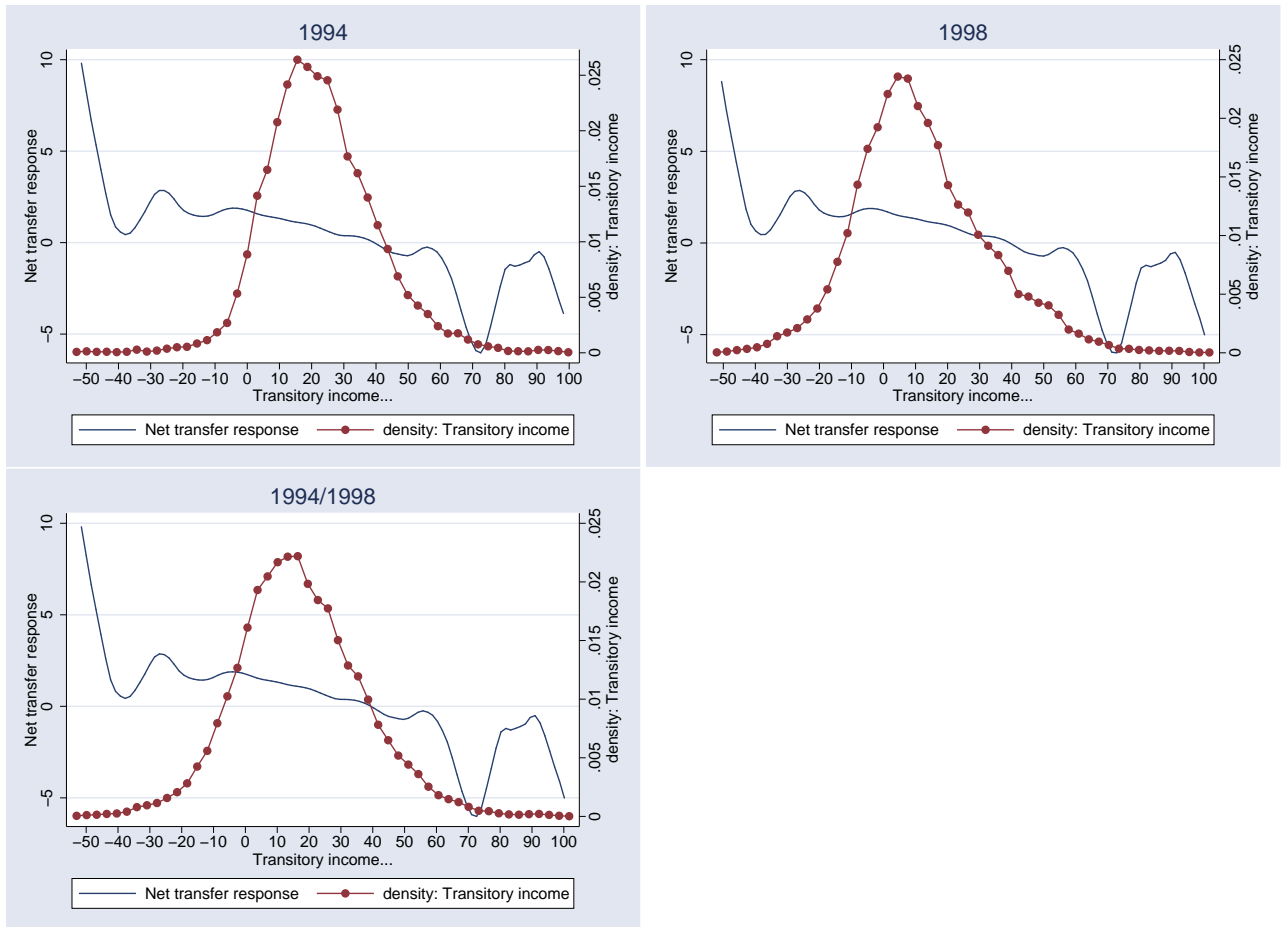 1994
10
5
0
−5
Net transfer response
.025
.02
.015
.01
.005
0
density: Transitory income
−50 −40 −30 −20 −10 0 10 20 30 40 50 60 70 80 90 100
Transitory income...
Net transfer response density: Transitory income
1998
10
5
0
−5
Net transfer response
.025
.02
.015
.01
.005
0
density: Transitory income
−50 −40 −30 −20 −10 0 10 20 30 40 50 60 70 80 90 100
Transitory income...
Net transfer response density: Transitory income
1994/1998
10
5
0
−5
Net transfer response
.025
.02
.015
.01
.005
0
density: Transitory income
−50 −40 −30 −20 −10 0 10 20 30 40 50 60 70 80 90 100
Transitory income...
Net transfer response density: Transitory income